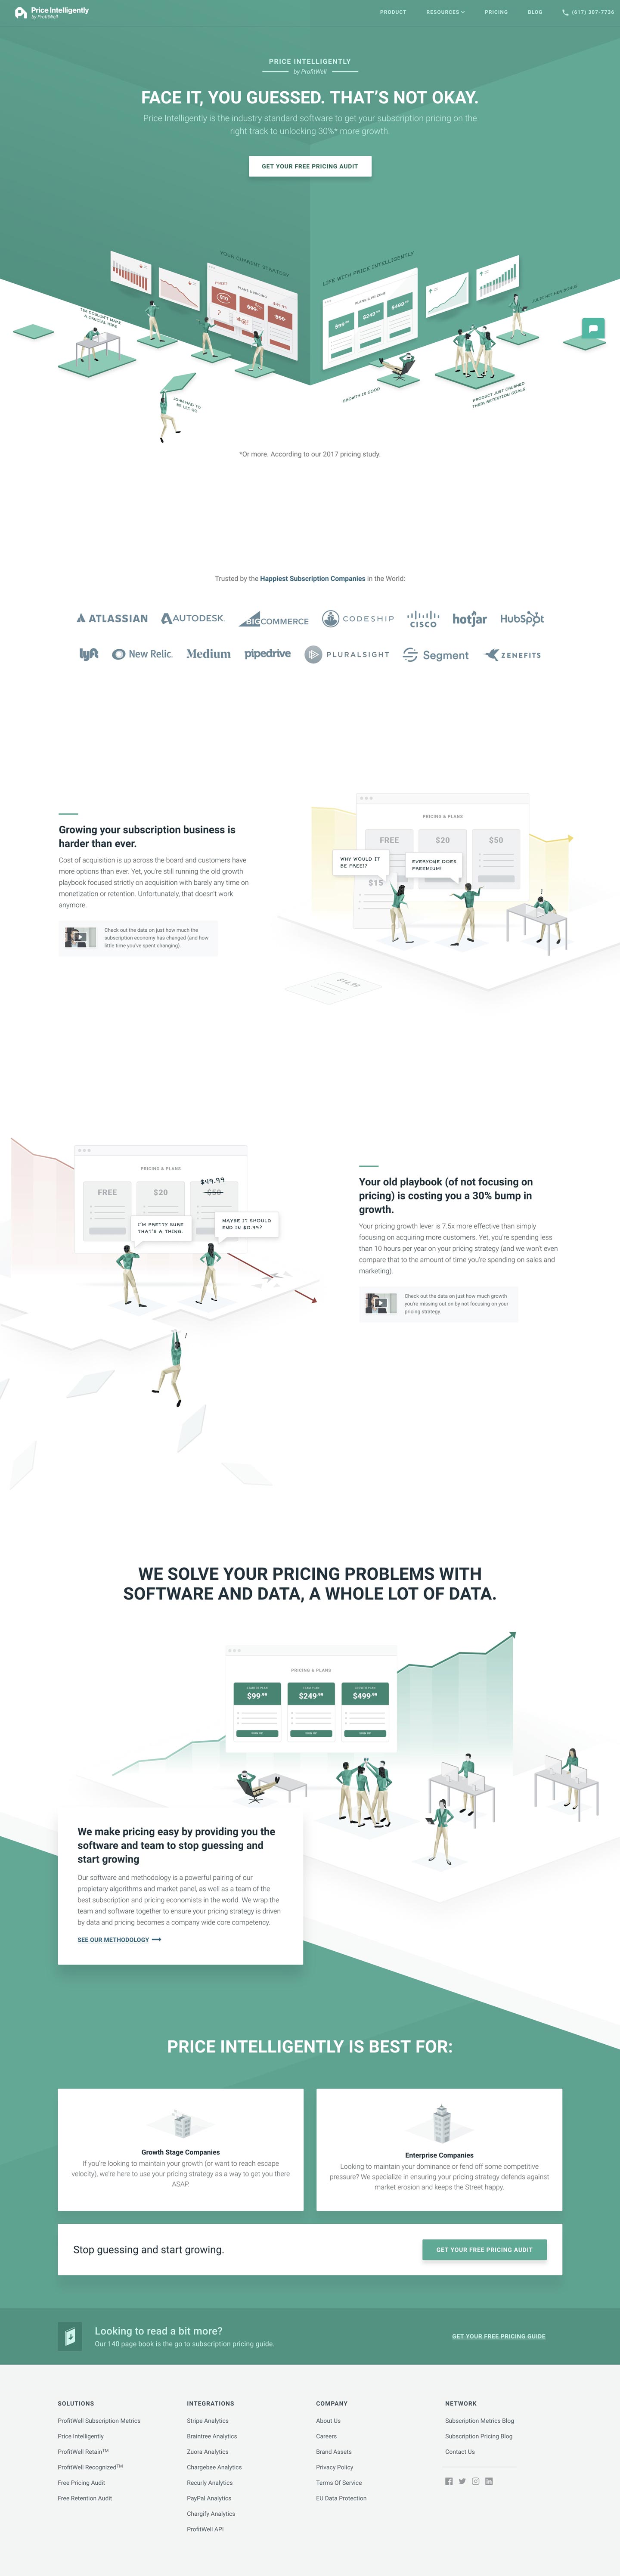 Price Intelligently
by ProfitWell
PRODUCT
RESOURCES
PRICING
BLOG
(617) 307-7736
PRICE INTELLIGENTLY
by ProfitWell
FACE IT, YOU GUESSED. THAT'S NOT OKAY.
Price Intelligently is the industry standard software to get your subscription pricing on the
right track to unlocking 30%* more growth.
GET YOUR FREE PRICING AUDIT
YOUR CURRENT STRATEGY
LIFE WITH PRICE INTELLIGENTLY
PLANS & PRICING
PLANS & PRICING
TIM COULDN'T MAKE
A CRUCIAL HIRE
JOHN HAD TO
BE LET GO
GROWTH IS GOOD
PRODUCT JUST CRUSHED
THEIR RETENTION GOALS
*Or more. According to our 2017 pricing study.
Trusted by the Happiest Subscription Companies in the World:
ATLASSIAN
AUTODESK
BIGCOMMERCE
CODESHIP
CISCO
hotjar
HubSpot
lyft
New Relic.
Medium
pipedrive
PLURALSIGHT
Segment
ZENEFITS
Growing your subscription business is
harder than ever.
Cost of acquisition is up across the board and customers have
more options than ever. Yet, you're still running the old growth
playbook focused strictly on acquisition with barely any time on
monetization or retention. Unfortunately, that doesn't work
anymore.
Check out the data on just how much the
subscription economy has changed (and how
little time you've spent changing).
PRICING & PLANS
FREE
$20
$50
WHY WOULD IT
BE FREE!?
EVERYONE DOES
FREEMIUM!
$15
$14.99
PRICING & PLANS
FREE
$20
$49.99
$50
I'M PRETTY SURE
THAT'S A THING.
MAYBE IT SHOULD
END IN $0.99?
Your old playbook (of not focusing on
pricing) is costing you a 30% bump in
growth.
Your pricing growth lever is 7.5x more effective than simply
focusing on acquiring more customers. Yet, you're spending less
than 10 hours per year on your pricing strategy (and we won't even
compare that to the amount of time you're spending on sales and
marketing).
Check out the data on just how much growth
you're missing out on by not focusing on your
pricing strategy.
WE SOLVE YOUR PRICING PROBLEMS WITH
SOFTWARE AND DATA, A WHOLE LOT OF DATA.
PRICING & PLANS
$99.99
$249.99
$499.99
SIGN UP
SIGN UP
SIGN UP
We make pricing easy by providing you the
software and team to stop guessing and
start growing
Our software and methodology is a powerful pairing of our
propietary algorithms and market panel, as well as a team of the
best subscription and pricing economists in the world. We wrap the
team and software together to ensure your pricing strategy is driven
by data and pricing becomes a company wide core competency.
SEE OUR METHODOLOGY
PRICE INTELLIGENTLY IS BEST FOR:
Growth Stage Companies
If you're looking to maintain your growth (or want to reach escape
velocity), we're here to use your pricing strategy as a way to get you there
ASAP.
Enterprise Companies
Looking to maintain your dominance or fend off some competitive
pressure? We specialize in ensuring your pricing strategy defends against
market erosion and keeps the Street happy.
Stop guessing and start growing.
GET YOUR FREE PRICING AUDIT
Looking to read a bit more?
Our 140 page book is the go to subscription pricing guide.
GET YOUR FREE PRICING GUIDE
SOLUTIONS
ProfitWell Subscription Metrics
Price Intelligently
ProfitWell Retain™
ProfitWell Recognized™
Free Pricing Audit
Free Retention Audit
INTEGRATIONS
Stripe Analytics
Braintree Analytics
Zuora Analytics
Chargebee Analytics
Recurly Analytics
PayPal Analytics
Chargify Analytics
ProfitWell API
COMPANY
About Us
Careers
Brand Assets
Privacy Policy
Terms Of Service
EU Data Protection
NETWORK
Subscription Metrics Blog
Subscription Pricing Blog
Contact Us